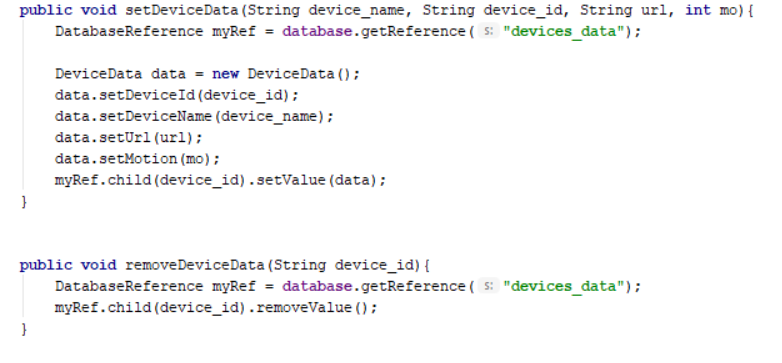 public void setDeviceData(String device_name, String device_id, String url, int mo){
DatabaseReference myRef = database.getReference( s: "devices_data");
DeviceData data = new DeviceData();
data.setDeviceId(device_id);
data.setDeviceName(device_name);
data.setUrl(url);
data.setMotion(mo);
myRef.child(device_id).setValue(data);
}
public void removeDeviceData(String device_id){
DatabaseReference myRef = database.getReference( s: "devices_data");
myRef.child(device_id).removeValue();
}